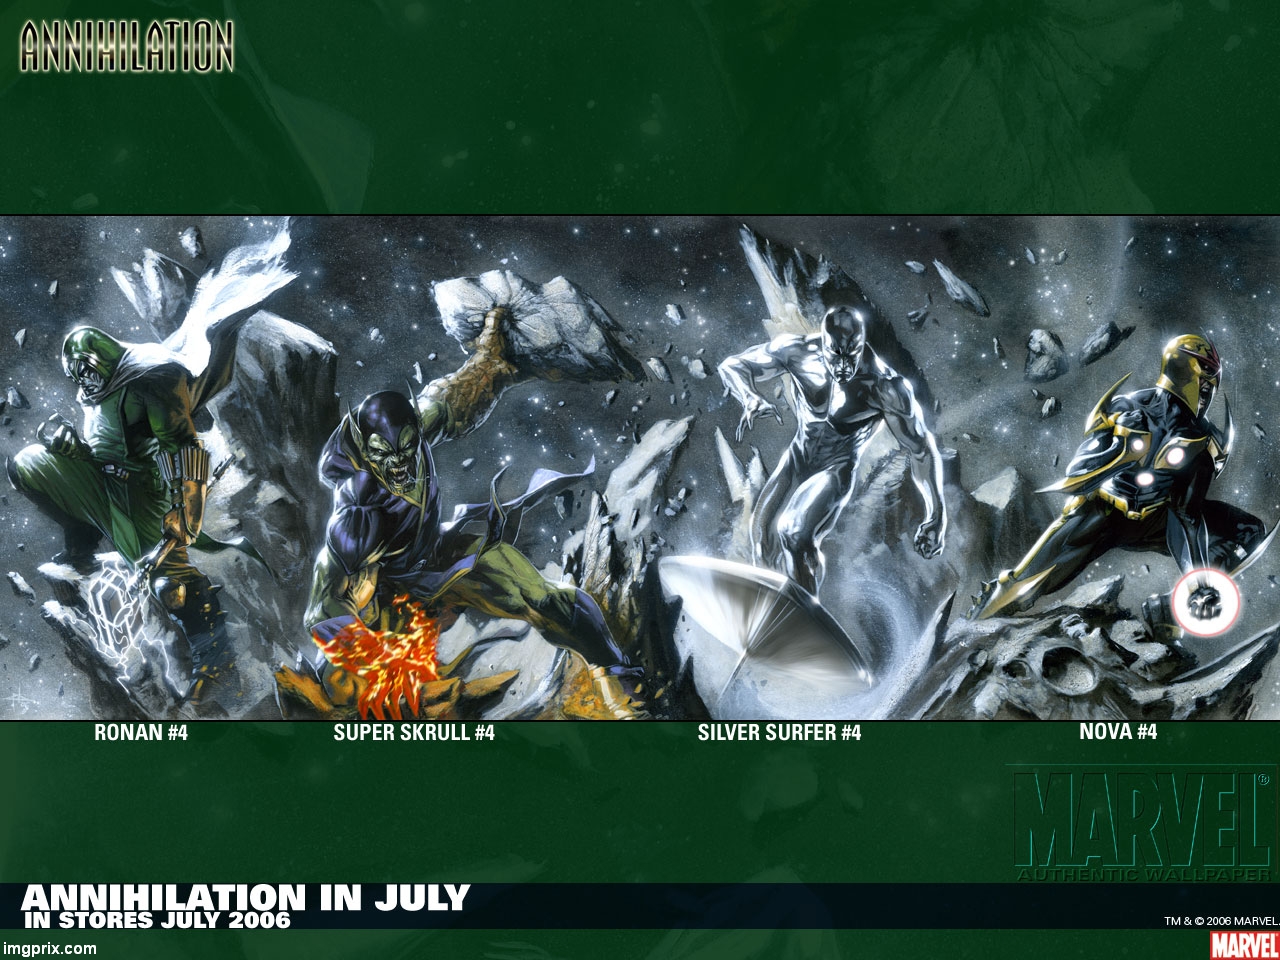 ANNIHILATION
RONAN #4
SUPER SKRULL #4
SILVER SURFER #4
NOVA #4
MARVEL®
AUTHENTIC WALLPAPER
ANNIHILATION IN JULY
IN STORES JULY 2006
TM & © 2006 MARVEL.
imgprix.com
MARVEL